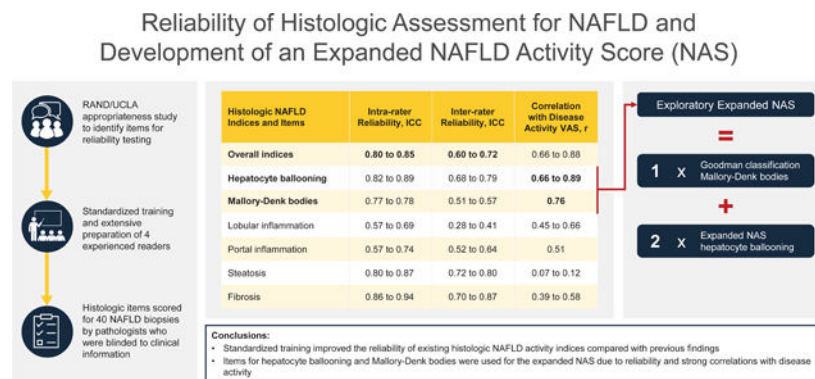 Reliability of Histologic Assessment for NAFLD and
Development of an Expanded NAFLD Activity Score (NAS)
RAND/UCLA
appropriateness study
to identify items for
reliability testing
Standardized training
and extensive
preparation of 4
experienced readers
Histologic items scored
for 40 NAFLD biopsies
by pathologists who
were blinded to clinical
information
Histologic NAFLD
Indices and Items
Intra-rater
Reliability, ICC
Inter-rater
Reliability, ICC
Correlation
with Disease
Activity VAS, r
Overall indices 0.80 to 0.85 0.60 to 0.72 0.66 to 0.88
Hepatocyte ballooning 0.82 to 0.89 0.68 to 0.79 0.66 to 0.89
Mallory-Denk bodies 0.77 to 0.78 0.51 to 0.57 0.76
Lobular inflammation 0.57 to 0.69 0.28 to 0.41 0.45 to 0.66
Portal inflammation 0.57 to 0.74 0.52 to 0.64 0.51
Steatosis 0.80 to 0.87 0.72 to 0.80 0.07 to 0.12
Fibrosis 0.86 to 0.94 0.70 to 0.87 0.39 to 0.58
Exploratory Expanded NAS
=
1 x Goodman classification
Mallory-Denk bodies
+
2 x Expanded NAS
hepatocyte ballooning
Conclusions:
• Standardized training improved the reliability of existing histologic NAFLD activity indices compared with previous findings
• Items for hepatocyte ballooning and Mallory-Denk bodies were used for the expanded NAS due to reliability and strong correlations with disease
activity